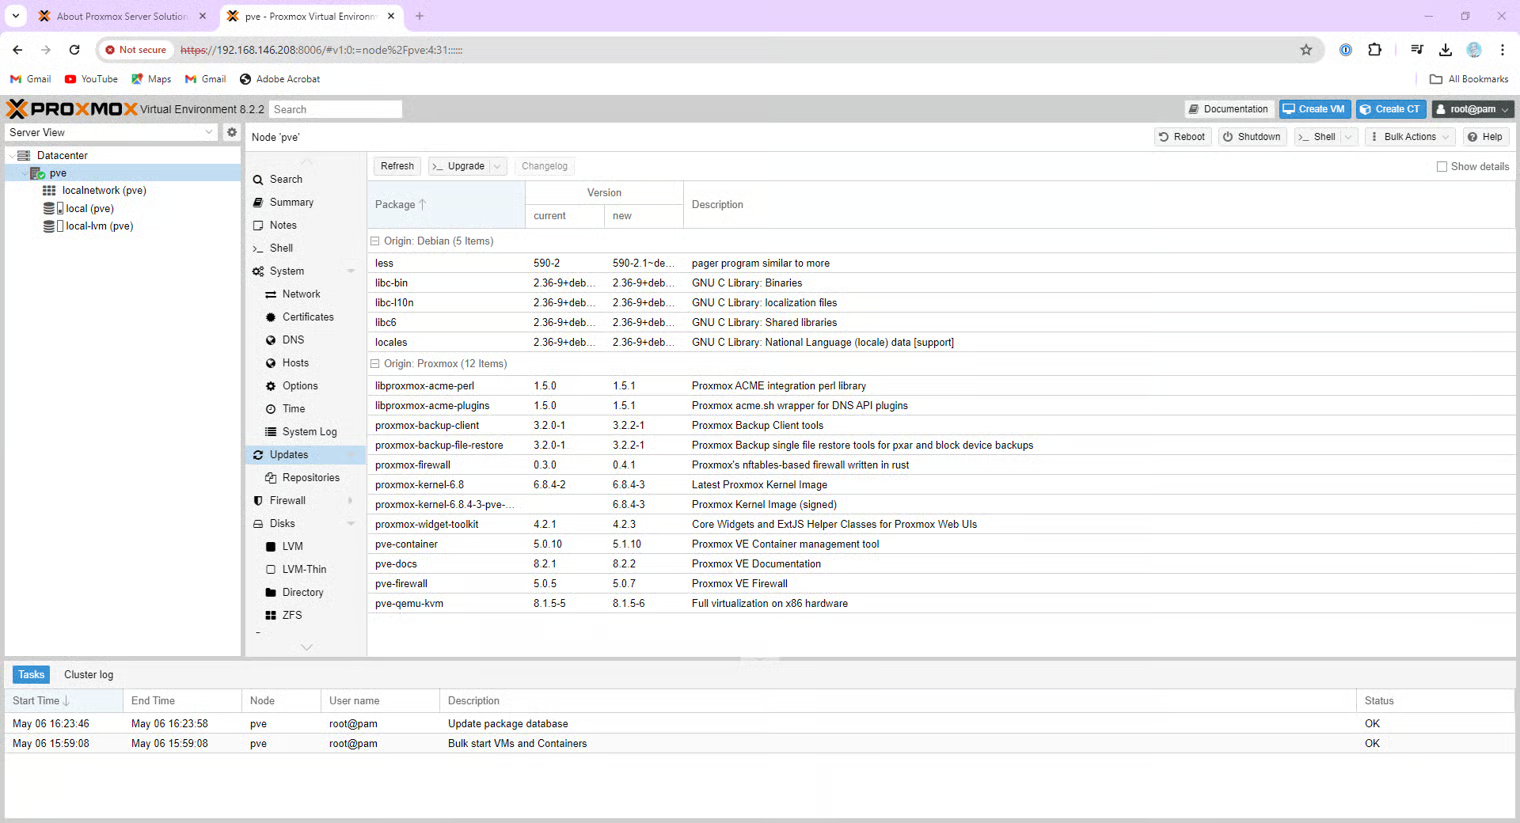 About Proxmox Server Solution
pve - Proxmox Virtual Environm
Not secure
https://192.168.146.208:8006/#v1:0:=node%2Fpve:4:31::::::
Gmail
YouTube
Maps
Gmail
Adobe Acrobat
All Bookmarks
PROXMOX Virtual Environment 8.2.2
Search
Documentation
Create VM
Create CT
root@pam
Server View
Node 'pve'
Reboot
Shutdown
Shell
Bulk Actions
Help
Datacenter
pve
localnetwork (pve)
local (pve)
local-lvm (pve)
Search
Summary
Notes
Shell
System
Network
Certificates
DNS
Hosts
Options
Time
System Log
Updates
Repositories
Firewall
Disks
LVM
LVM-Thin
Directory
ZFS
Refresh
Upgrade
Changelog
Show details
Package
Version
current
new
Description
Origin: Debian (5 Items)
less 590-2 590-2.1~de... pager program similar to more
libc-bin 2.36-9+deb... 2.36-9+deb... GNU C Library: Binaries
libc-l10n 2.36-9+deb... 2.36-9+deb... GNU C Library: localization files
libc6 2.36-9+deb... 2.36-9+deb... GNU C Library: Shared libraries
locales 2.36-9+deb... 2.36-9+deb... GNU C Library: National Language (locale) data [support]
Origin: Proxmox (12 Items)
libproxmox-acme-perl 1.5.0 1.5.1 Proxmox ACME integration perl library
libproxmox-acme-plugins 1.5.0 1.5.1 Proxmox acme.sh wrapper for DNS API plugins
proxmox-backup-client 3.2.0-1 3.2.2-1 Proxmox Backup Client tools
proxmox-backup-file-restore 3.2.0-1 3.2.2-1 Proxmox Backup single file restore tools for pxar and block device backups
proxmox-firewall 0.3.0 0.4.1 Proxmox's nftables-based firewall written in rust
proxmox-kernel-6.8 6.8.4-2 6.8.4-3 Latest Proxmox Kernel Image
proxmox-kernel-6.8.4-3-pve-... 6.8.4-3 Proxmox Kernel Image (signed)
proxmox-widget-toolkit 4.2.1 4.2.3 Core Widgets and ExtJS Helper Classes for Proxmox Web UIs
pve-container 5.0.10 5.1.10 Proxmox VE Container management tool
pve-docs 8.2.1 8.2.2 Proxmox VE Documentation
pve-firewall 5.0.5 5.0.7 Proxmox VE Firewall
pve-qemu-kvm 8.1.5-5 8.1.5-6 Full virtualization on x86 hardware
Tasks
Cluster log
Start Time End Time Node User name Description Status
May 06 16:23:46 May 06 16:23:58 pve root@pam Update package database OK
May 06 15:59:08 May 06 15:59:08 pve root@pam Bulk start VMs and Containers OK